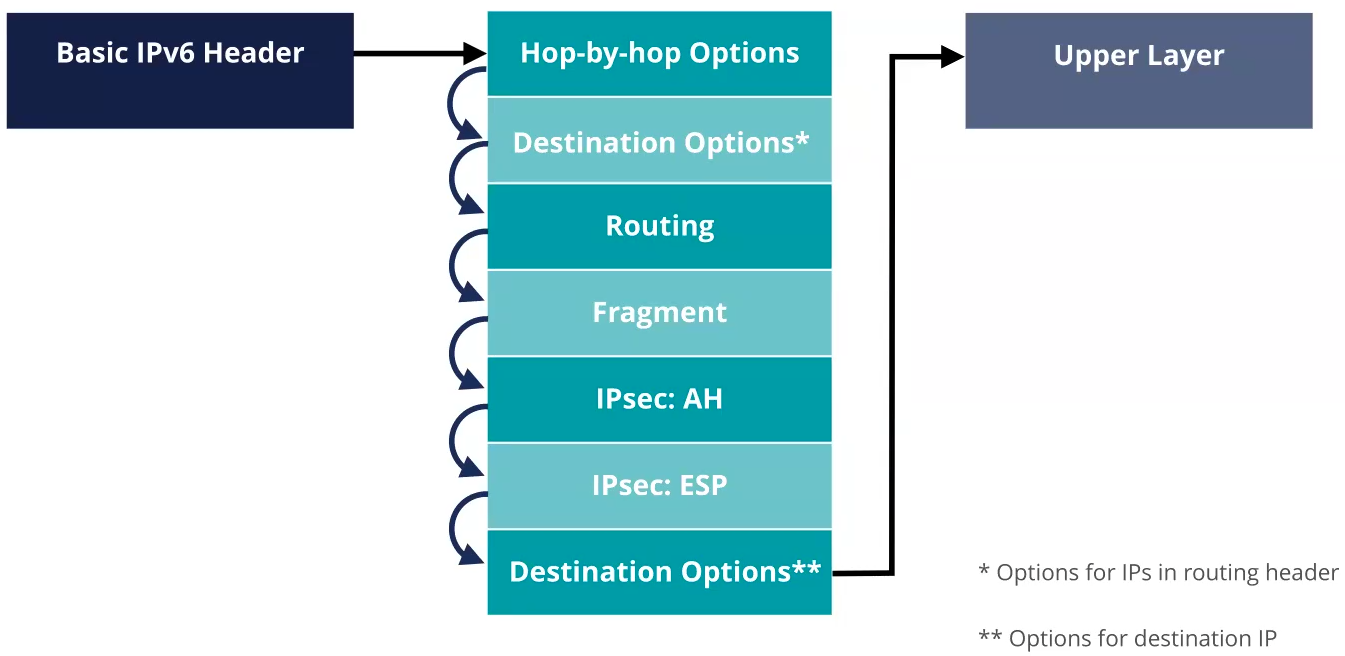 Basic IPv6 Header
Hop-by-hop Options
Destination Options*
Routing
Fragment
IPsec: AH
IPsec: ESP
Destination Options**
Upper Layer
* Options for IPs in routing header
** Options for destination IP